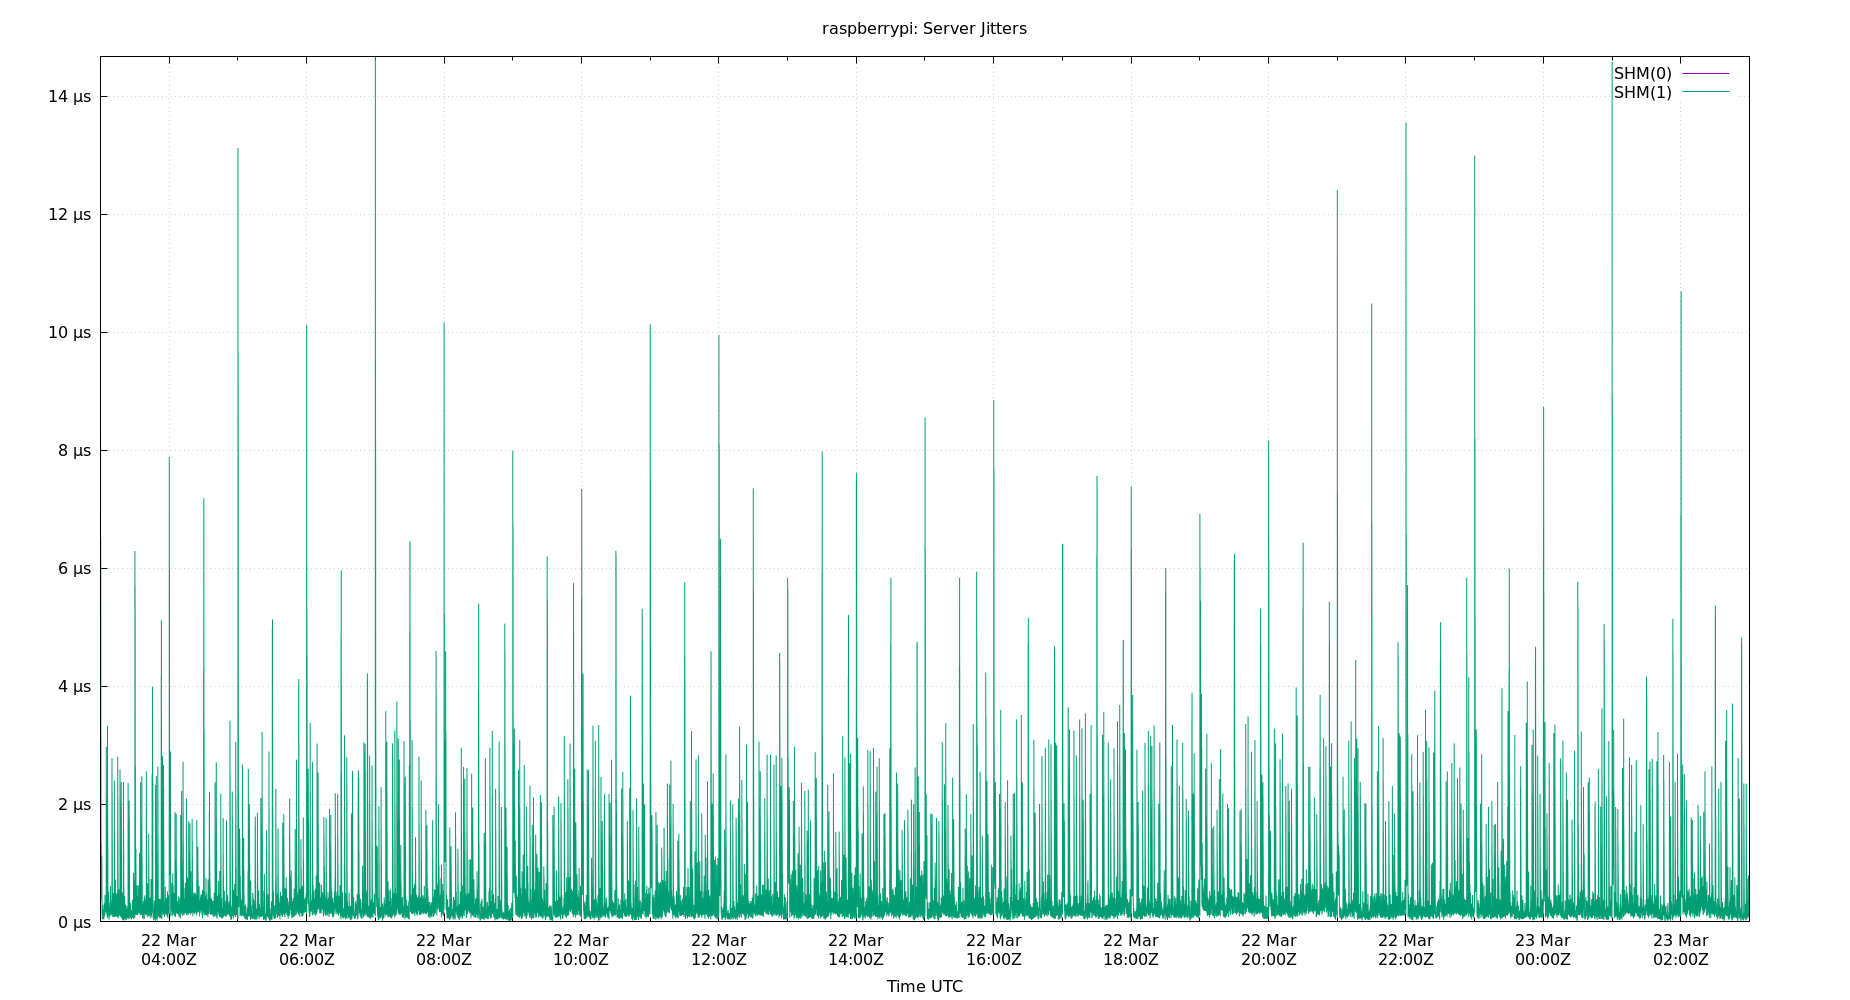 raspberrypi: Server Jitters
SHM(0)
SHM(1)
14 µs
12 µs
10 µs
8 µs
6 µs
4 µs
2 µs
0 µs
22 Mar 22 Mar 22 Mar 22 Mar 22 Mar 22 Mar 22 Mar 22 Mar 22 Mar 22 Mar 23 Mar 23 Mar
04:00Z 06:00Z 08:00Z 10:00Z 12:00Z 14:00Z 16:00Z 18:00Z 20:00Z 22:00Z 00:00Z 02:00Z
Time UTC